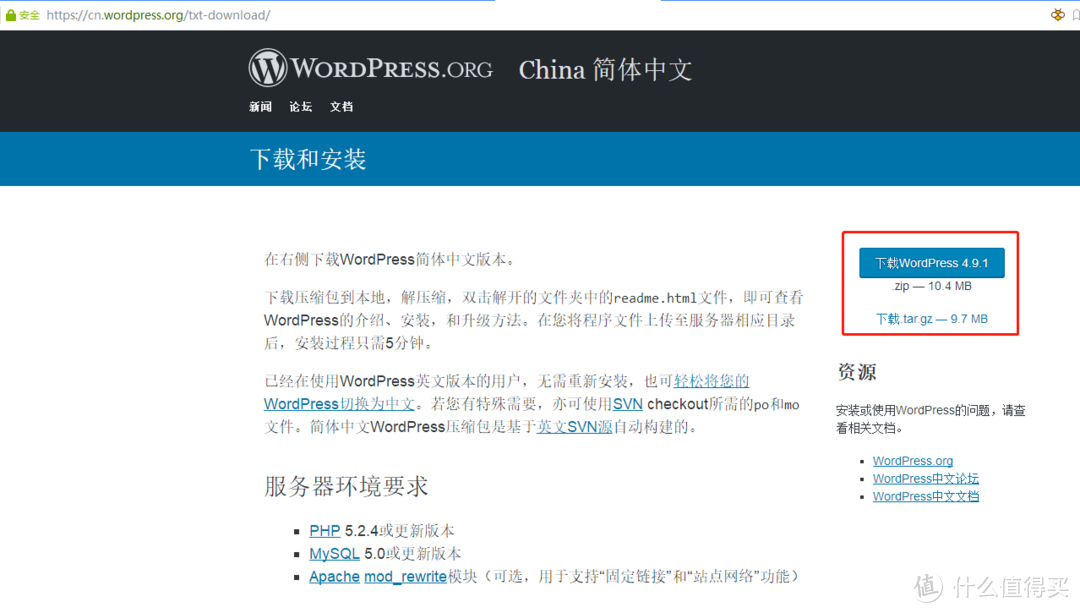 安全 https://cn.wordpress.org/txt-download/
WORDPRESS.ORG China 简体中文
新闻 论坛 文档
下载和安装
在右侧下载WordPress简体中文版本。
下载压缩包到本地，解压缩，双击解开的文件夹中的readme.html文件，即可查看
WordPress的介绍、安装，和升级方法。在您将程序文件上传至服务器相应目录
后，安装过程只需5分钟。
已经在使用WordPress英文版本的用户，无需重新安装，也可轻松将您的
WordPress切换为中文。若您有特殊需要，亦可使用SVN checkout所需的po和mo
文件。简体中文WordPress压缩包是基于英文SVN源自动构建的。
服务器环境要求
PHP 5.2.4或更新版本
MySQL 5.0或更新版本
Apache mod_rewrite模块（可选，用于支持“固定链接”和“站点网络”功能）
下载WordPress 4.9.1
.zip — 10.4 MB
下载.tar.gz — 9.7 MB
资源
安装或使用WordPress的问题，请查
看相关文档。
WordPress.org
WordPress中文论坛
WordPress中文文档
值 什么值得买